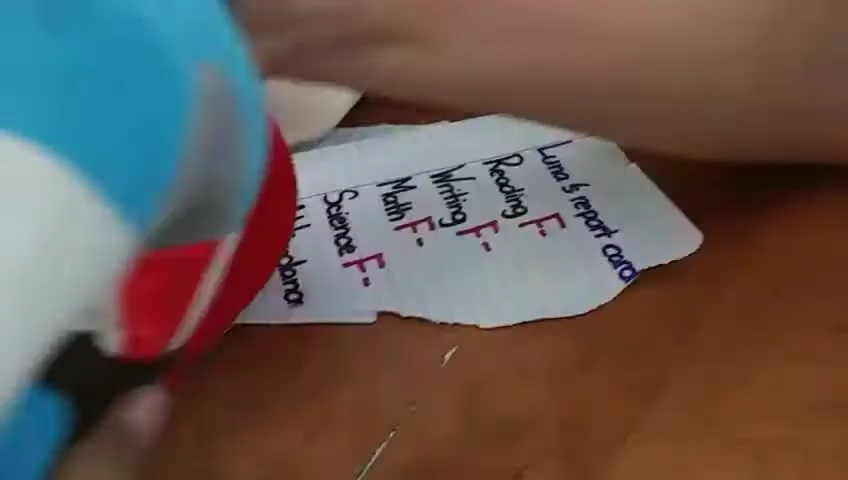 Luna's report card
Reading F-
Writing F-
Math F-
Science F-